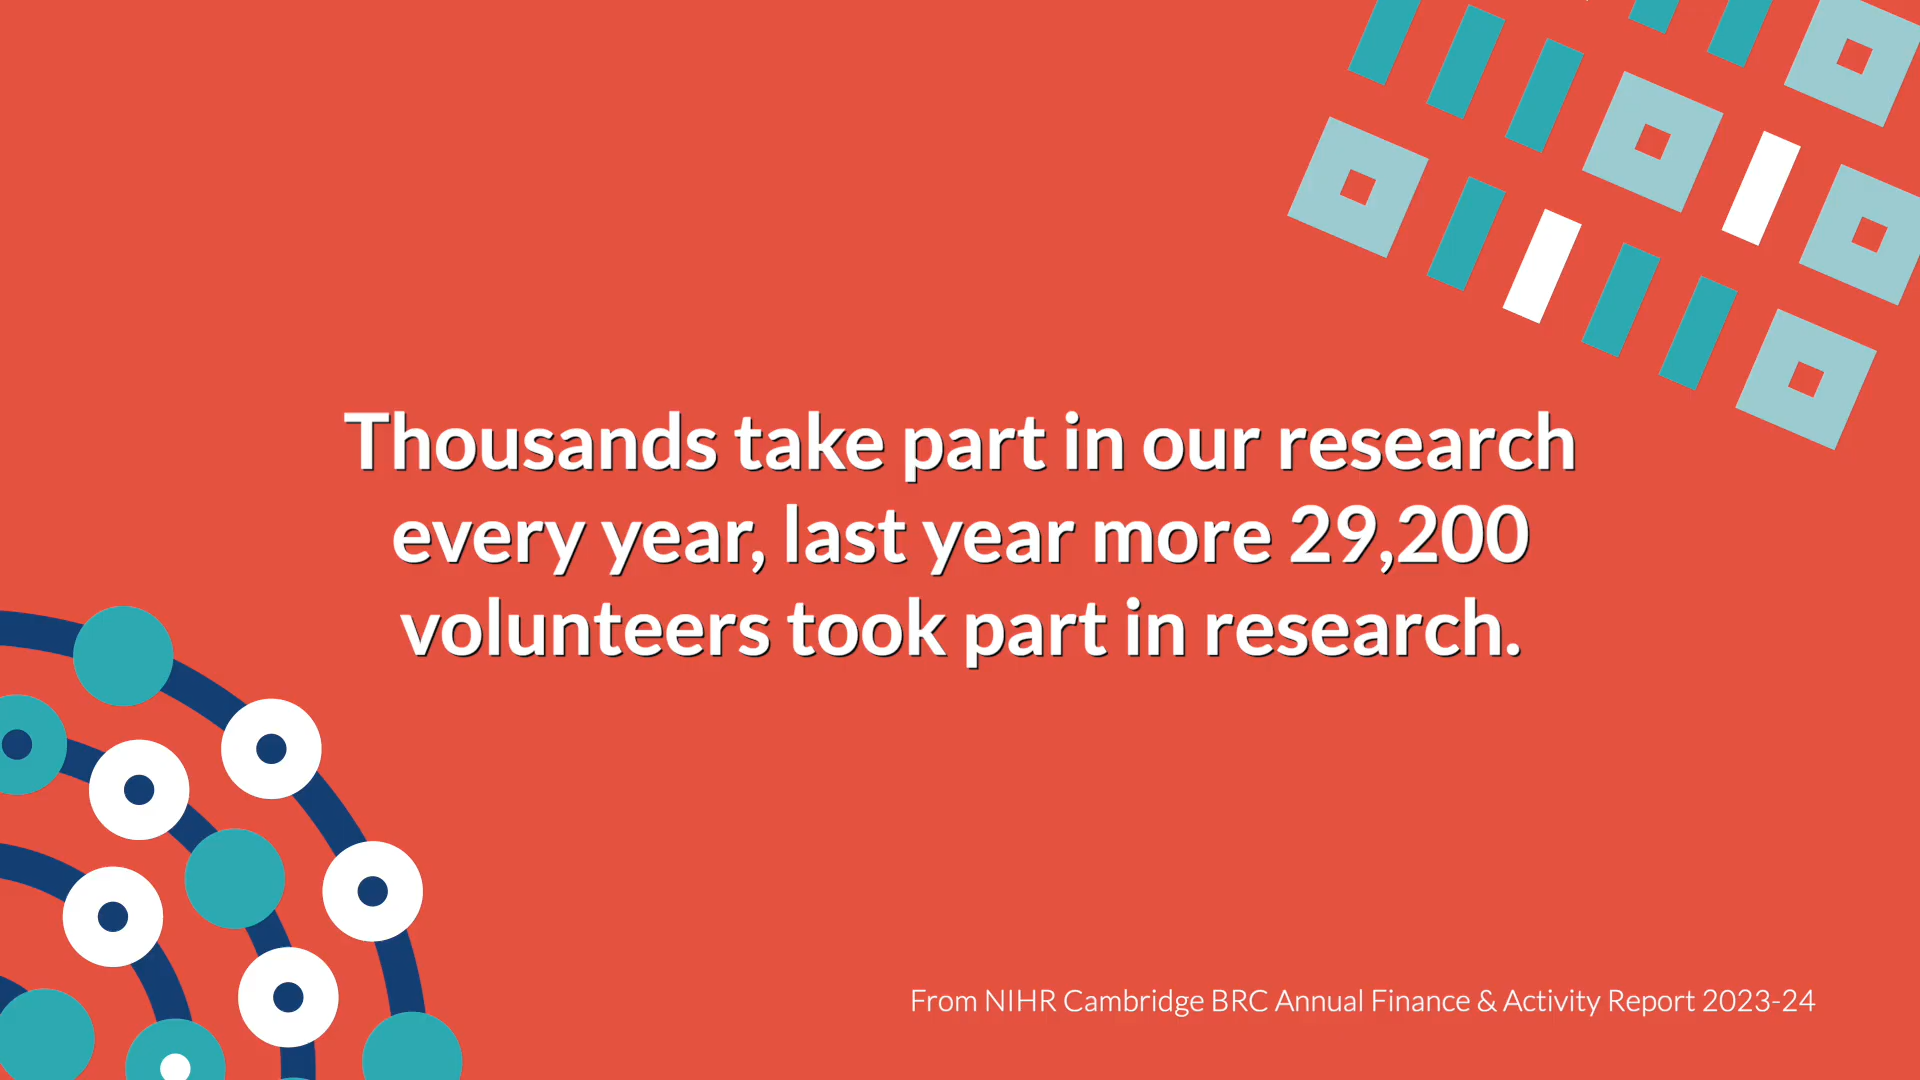 Thousands take part in our research
every year, last year more 29,200
volunteers took part in research.
From NIHR Cambridge BRC Annual Finance & Activity Report 2023-24